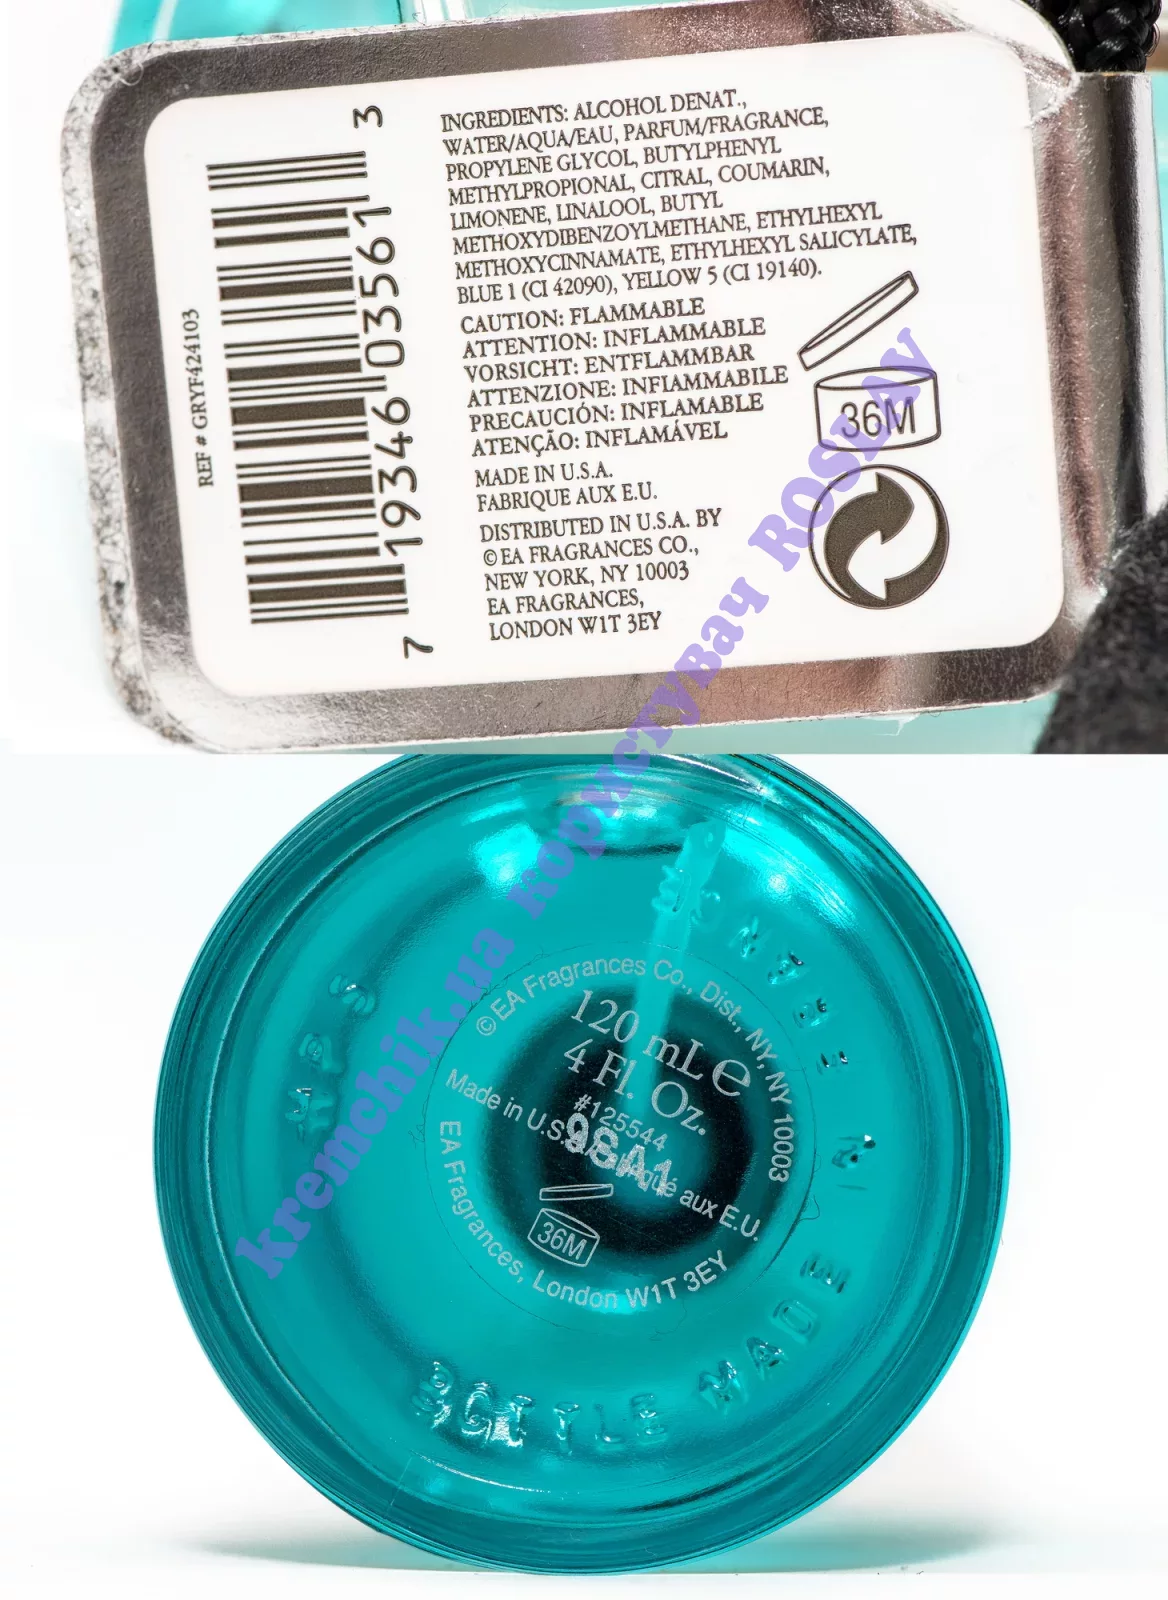 INGREDIENTS: ALCOHOL DENAT.,
WATER/AQUA/EAU, PARFUM/FRAGRANCE,
PROPYLENE GLYCOL, BUTYLPHENYL
METHYLPROPIONAL, CITRAL, COUMARIN,
LIMONENE, LINALOOL, BUTYL
METHOXYDIBENZOYLMETHANE, ETHYLHEXYL
METHOXYCINNAMATE, ETHYLHEXYL SALICYLATE,
BLUE 1 (CI 42090), YELLOW 5 (CI 19140).
CAUTION: FLAMMABLE
ATTENTION: INFLAMMABLE
VORSICHT: ENTFLAMMBAR
ATTENZIONE: INFIAMMABILE
PRECAUCIÓN: INFLAMABLE
ATENÇÃO: INFLAMÁVEL
MADE IN U.S.A.
FABRIQUE AUX E.U.
DISTRIBUTED IN U.S.A. BY
© EA FRAGRANCES CO.,
NEW YORK, NY 10003
EA FRAGRANCES,
LONDON W1T 3EY
36M
REF # GRYF424103
7 19346 03561 3
kremchik.ua користувач ROSLAV
© EA Fragrances Co., Dist., NY, NY 10003
120 mL e
4 Fl. Oz.
#125544
Made in U.S.A. Fabriqué aux E.U.
36M
EA Fragrances, London W1T 3EY
BOTTLE MADE IN FRANCE